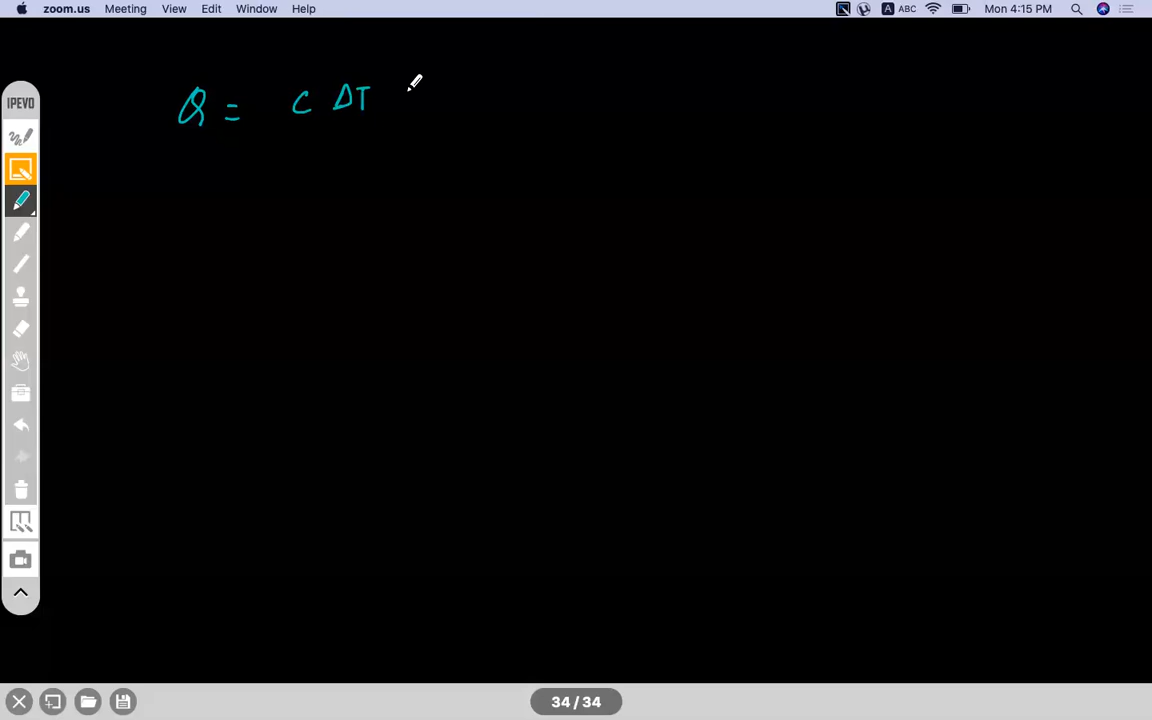 zoom.us Meeting View Edit Window Help A ABC Mon 4:15 PM
IPEVO
Q = C ΔT
34 / 34